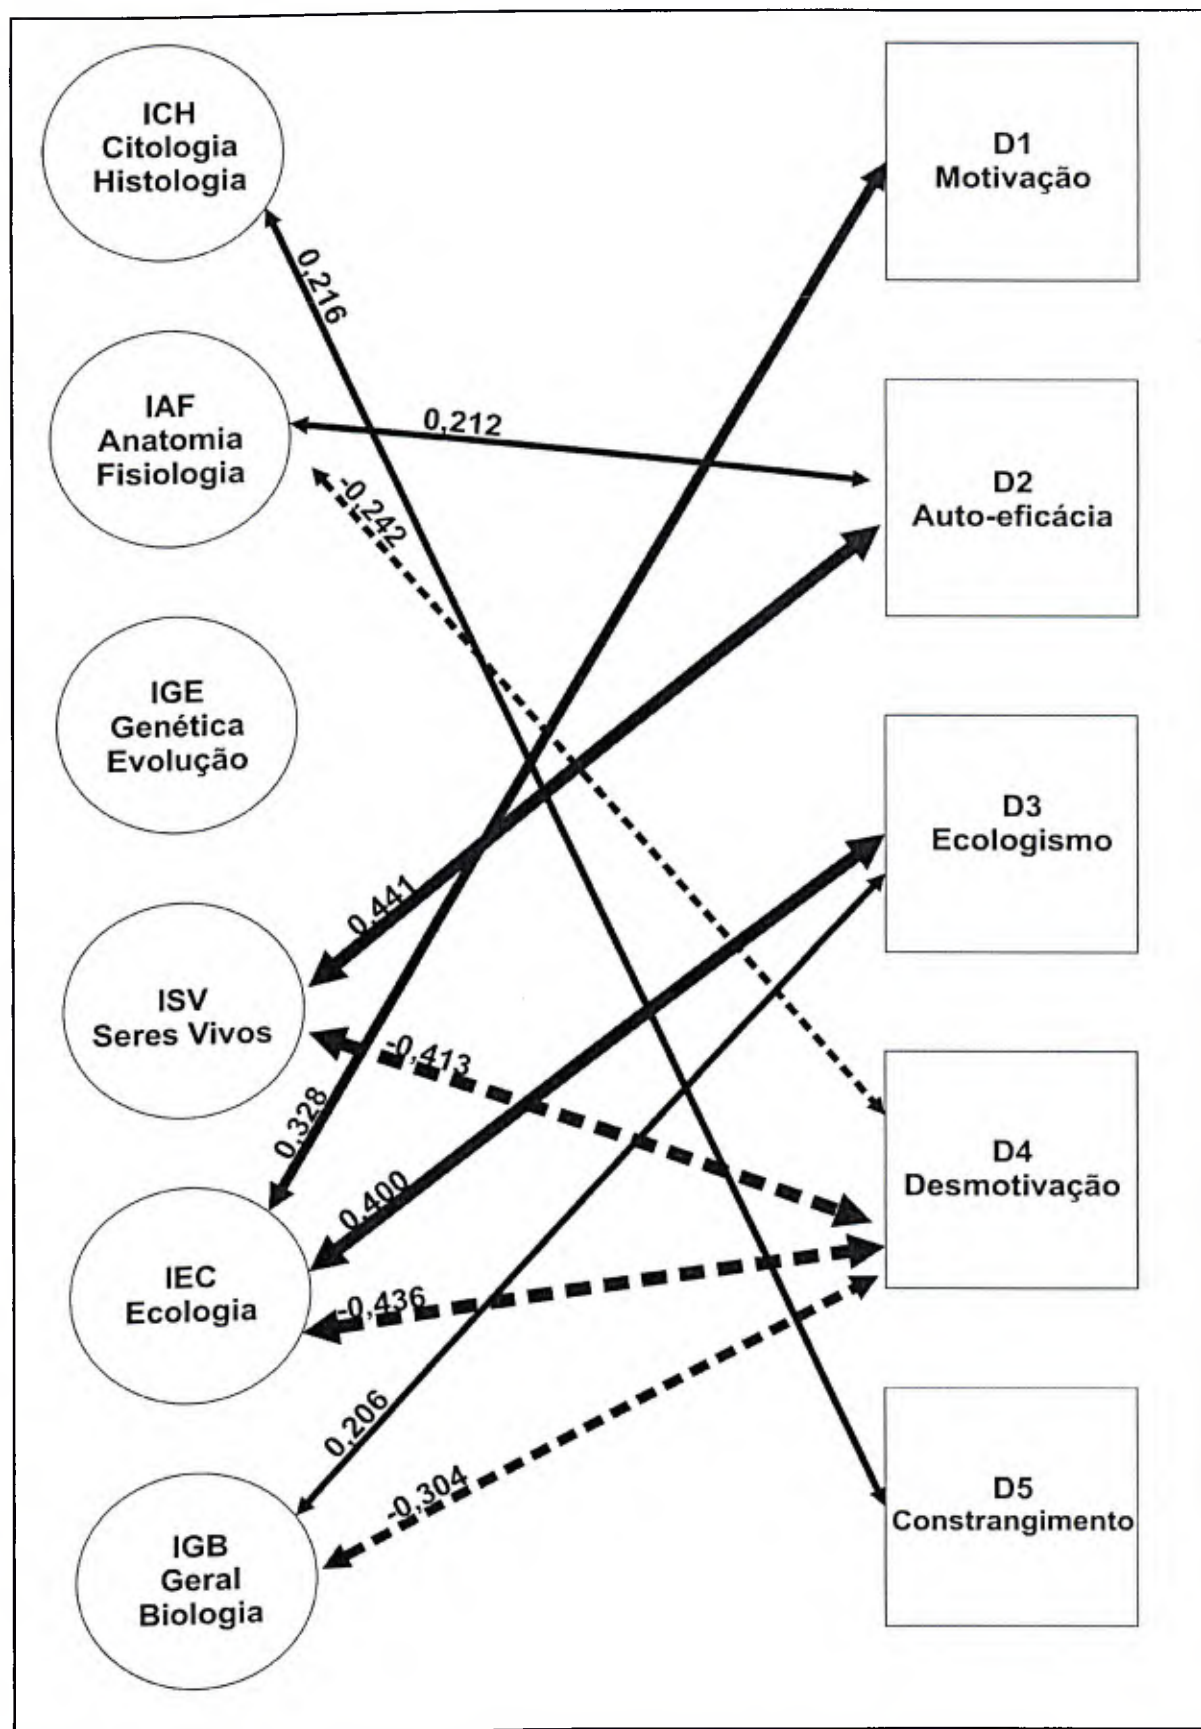 ICH
Citologia
Histologia
D1
Motivação
0,216
IAF
Anatomia
Fisiologia
0,212
D2
Auto-eficácia
-0,242
IGE
Genética
Evolução
D3
Ecologismo
0,441
ISV
Seres Vivos
-0,413
0,328
D4
Desmotivação
0,400
IEC
Ecologia
-0,436
0,206
-0,304
D5
Constrangimento
IGB
Geral
Biologia